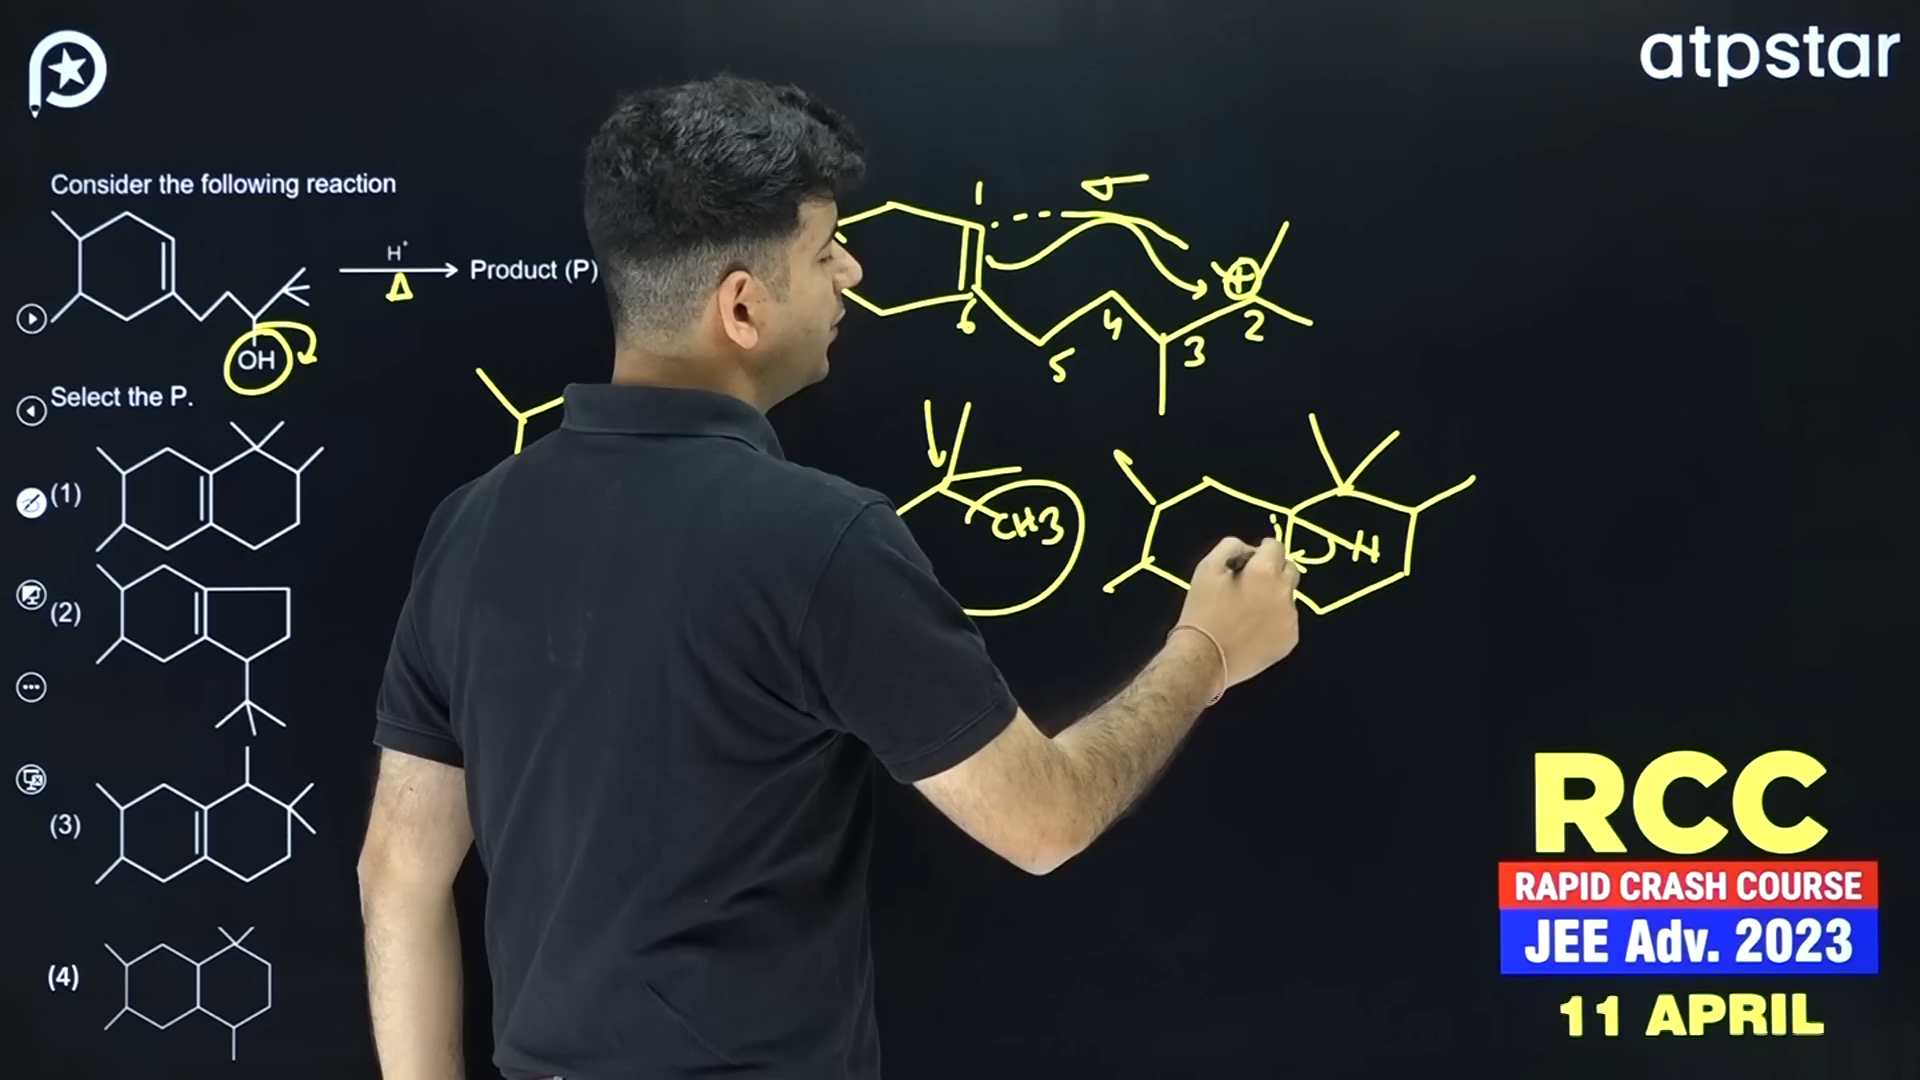 atpstar
Consider the following reaction
H⁺
Δ
Product (P)
OH
Select the P.
(1)
(2)
(3)
(4)
1
6
5
4
3
2
+
CH3
H
RCC
RAPID CRASH COURSE
JEE Adv. 2023
11 APRIL